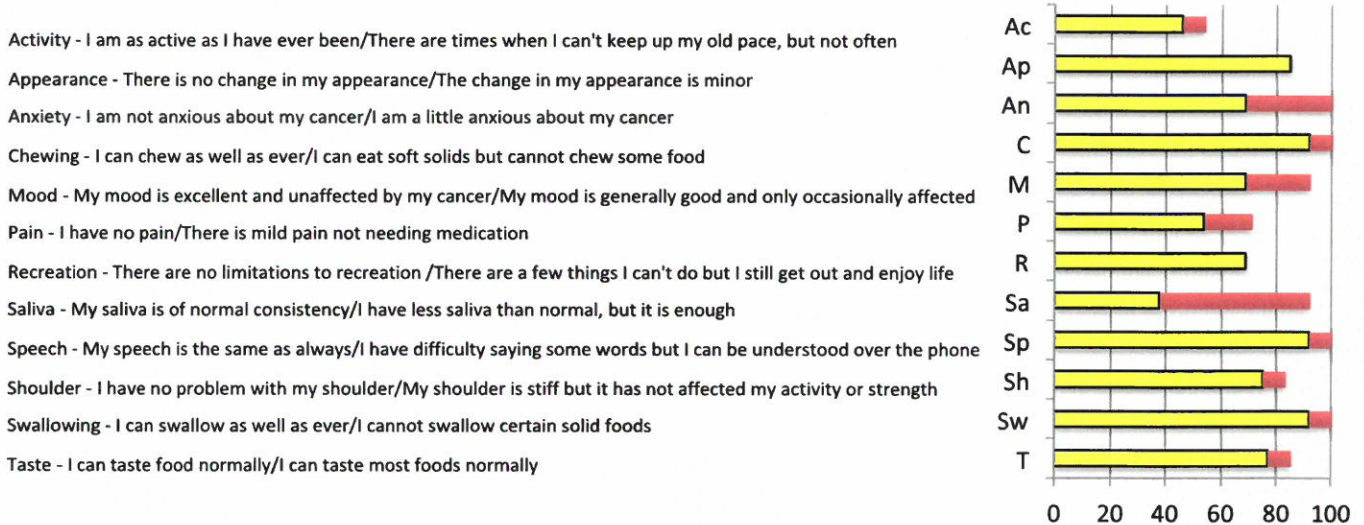 Activity - I am as active as I have ever been/There are times when I can't keep up my old pace, but not often
Appearance - There is no change in my appearance/The change in my appearance is minor
Anxiety - I am not anxious about my cancer/I am a little anxious about my cancer
Chewing - I can chew as well as ever/I can eat soft solids but cannot chew some food
Mood - My mood is excellent and unaffected by my cancer/My mood is generally good and only occasionally affected
Pain - I have no pain/There is mild pain not needing medication
Recreation - There are no limitations to recreation /There are a few things I can't do but I still get out and enjoy life
Saliva - My saliva is of normal consistency/I have less saliva than normal, but it is enough
Speech - My speech is the same as always/I have difficulty saying some words but I can be understood over the phone
Shoulder - I have no problem with my shoulder/My shoulder is stiff but it has not affected my activity or strength
Swallowing - I can swallow as well as ever/I cannot swallow certain solid foods
Taste - I can taste food normally/I can taste most foods normally
Ac
Ap
An
C
M
P
R
Sa
Sp
Sh
Sw
T
0 20 40 60 80 100